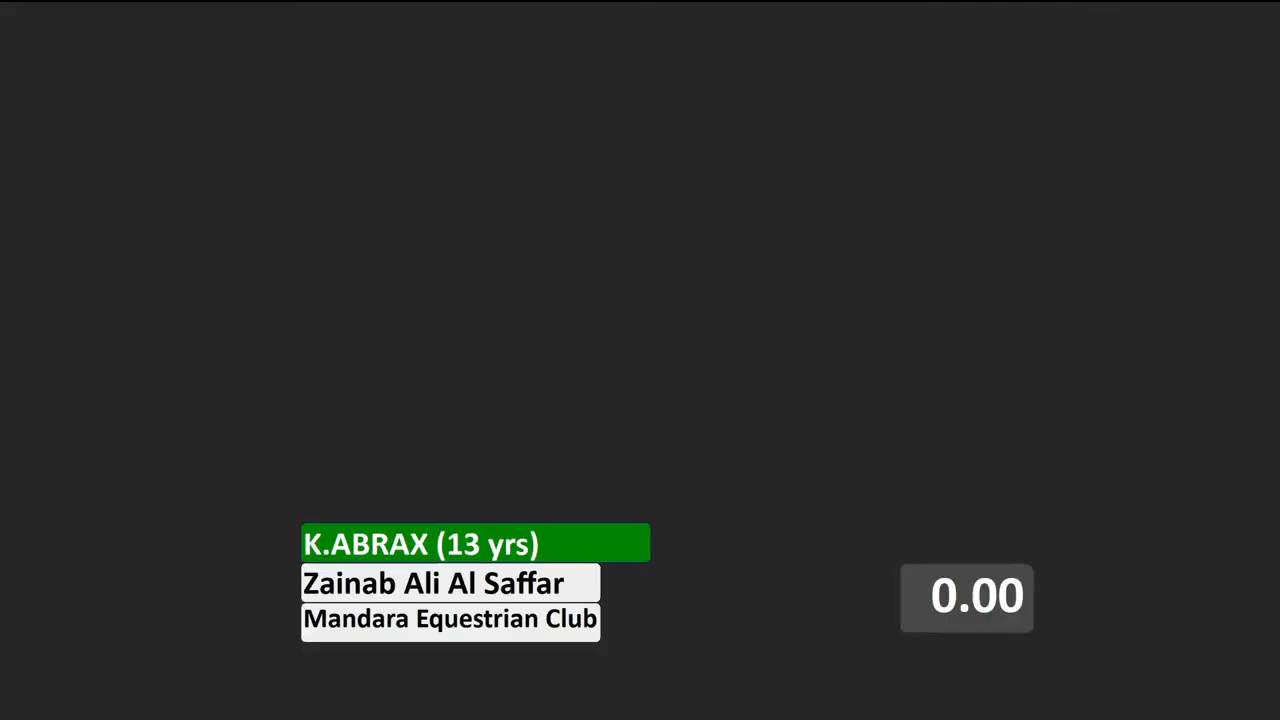 K.ABRAX (13 yrs)
Zainab Ali Al Saffar
Mandara Equestrian Club
0.00